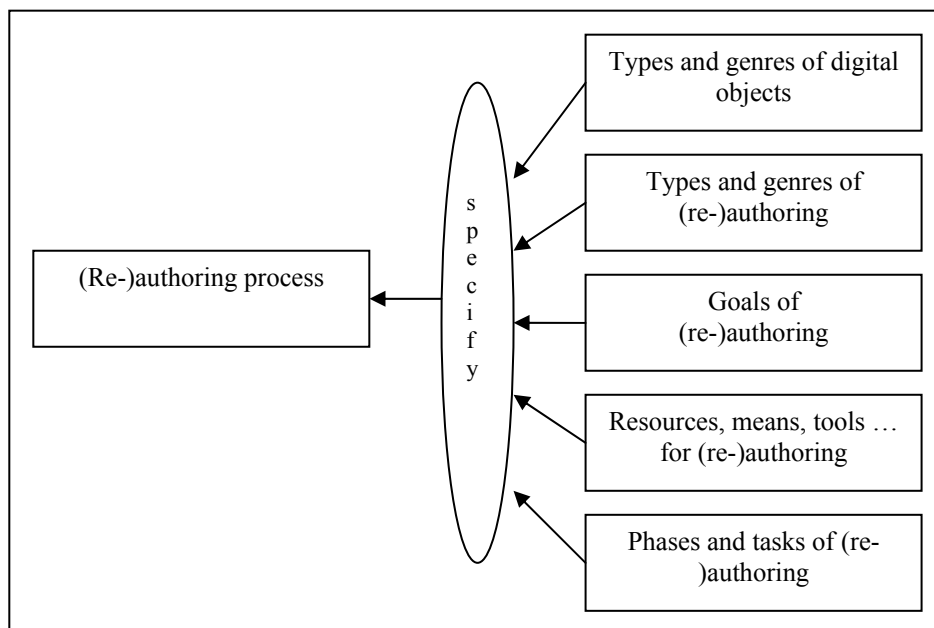 Types and genres of digital
objects
Types and genres of
(re-)authoring
s
p
e
c
i
f
y
(Re-)authoring process
Goals of
(re-)authoring
Resources, means, tools …
for (re-)authoring
Phases and tasks of (re-
)authoring